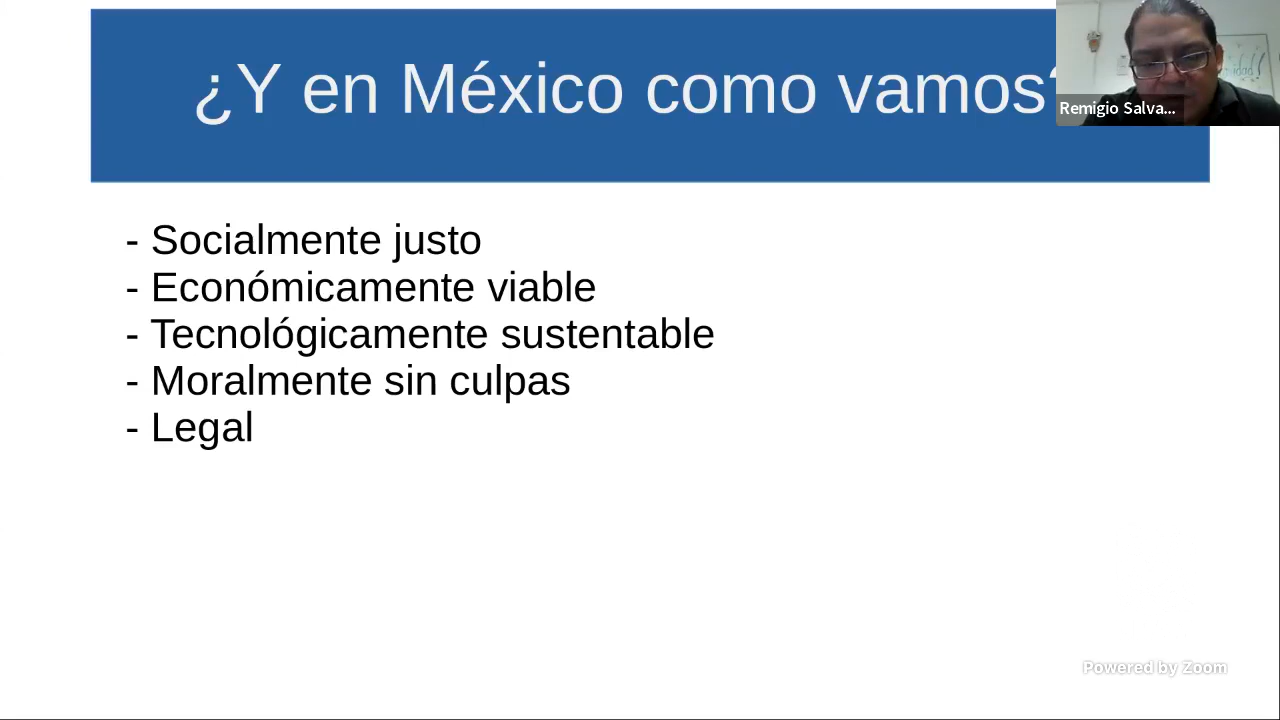 ¿Y en México como vamos?
Remigio Salva...
- Socialmente justo
- Económicamente viable
- Tecnológicamente sustentable
- Moralmente sin culpas
- Legal
Powered by Zoom